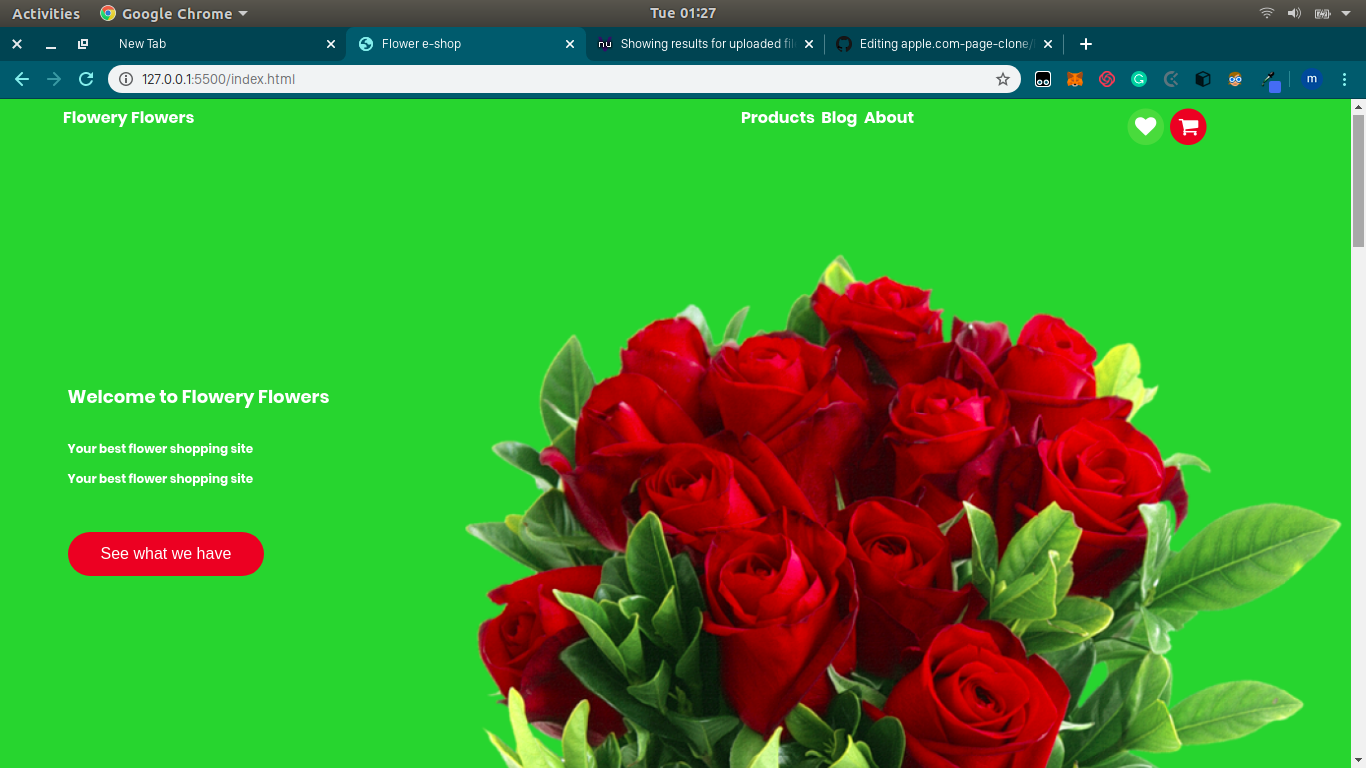 Activities Google Chrome Tue 01:27
New Tab Flower e-shop Showing results for uploaded file Editing apple.com-page-clone/
127.0.0.1:5500/index.html m
Flowery Flowers Products Blog About
Welcome to Flowery Flowers
Your best flower shopping site
Your best flower shopping site
See what we have